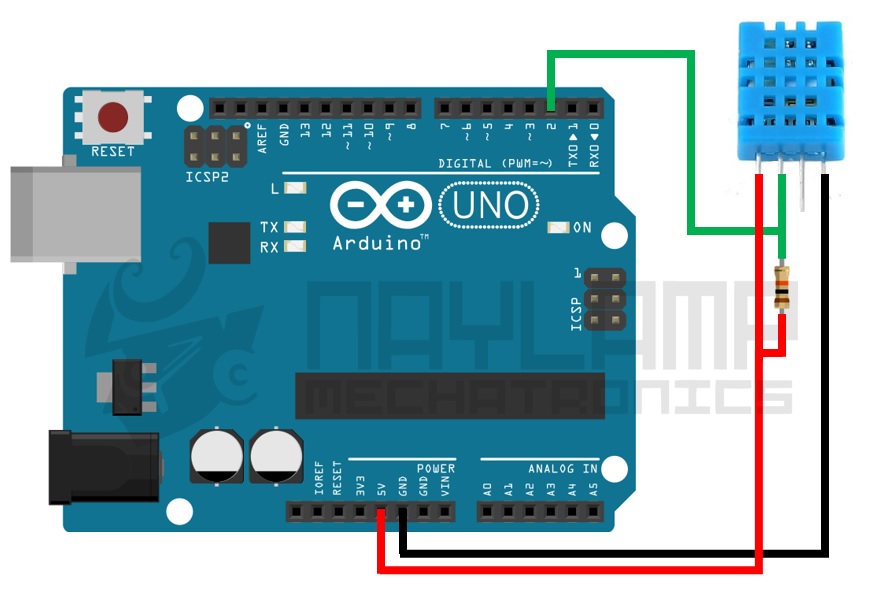 RESET
ICSP2
AREF
GND
13
12
~11
~10
~9
8
7
~6
~5
4
~3
2
TX0▶1
RX0◀0
DIGITAL (PWM=~)
L
TX
RX
UNO
Arduino™
ON
1
ICSP
NAYLAMP
MECHATRONICS
POWER
ANALOG IN
IOREF
RESET
3V3
5V
GND
GND
VIN
A0
A1
A2
A3
A4
A5